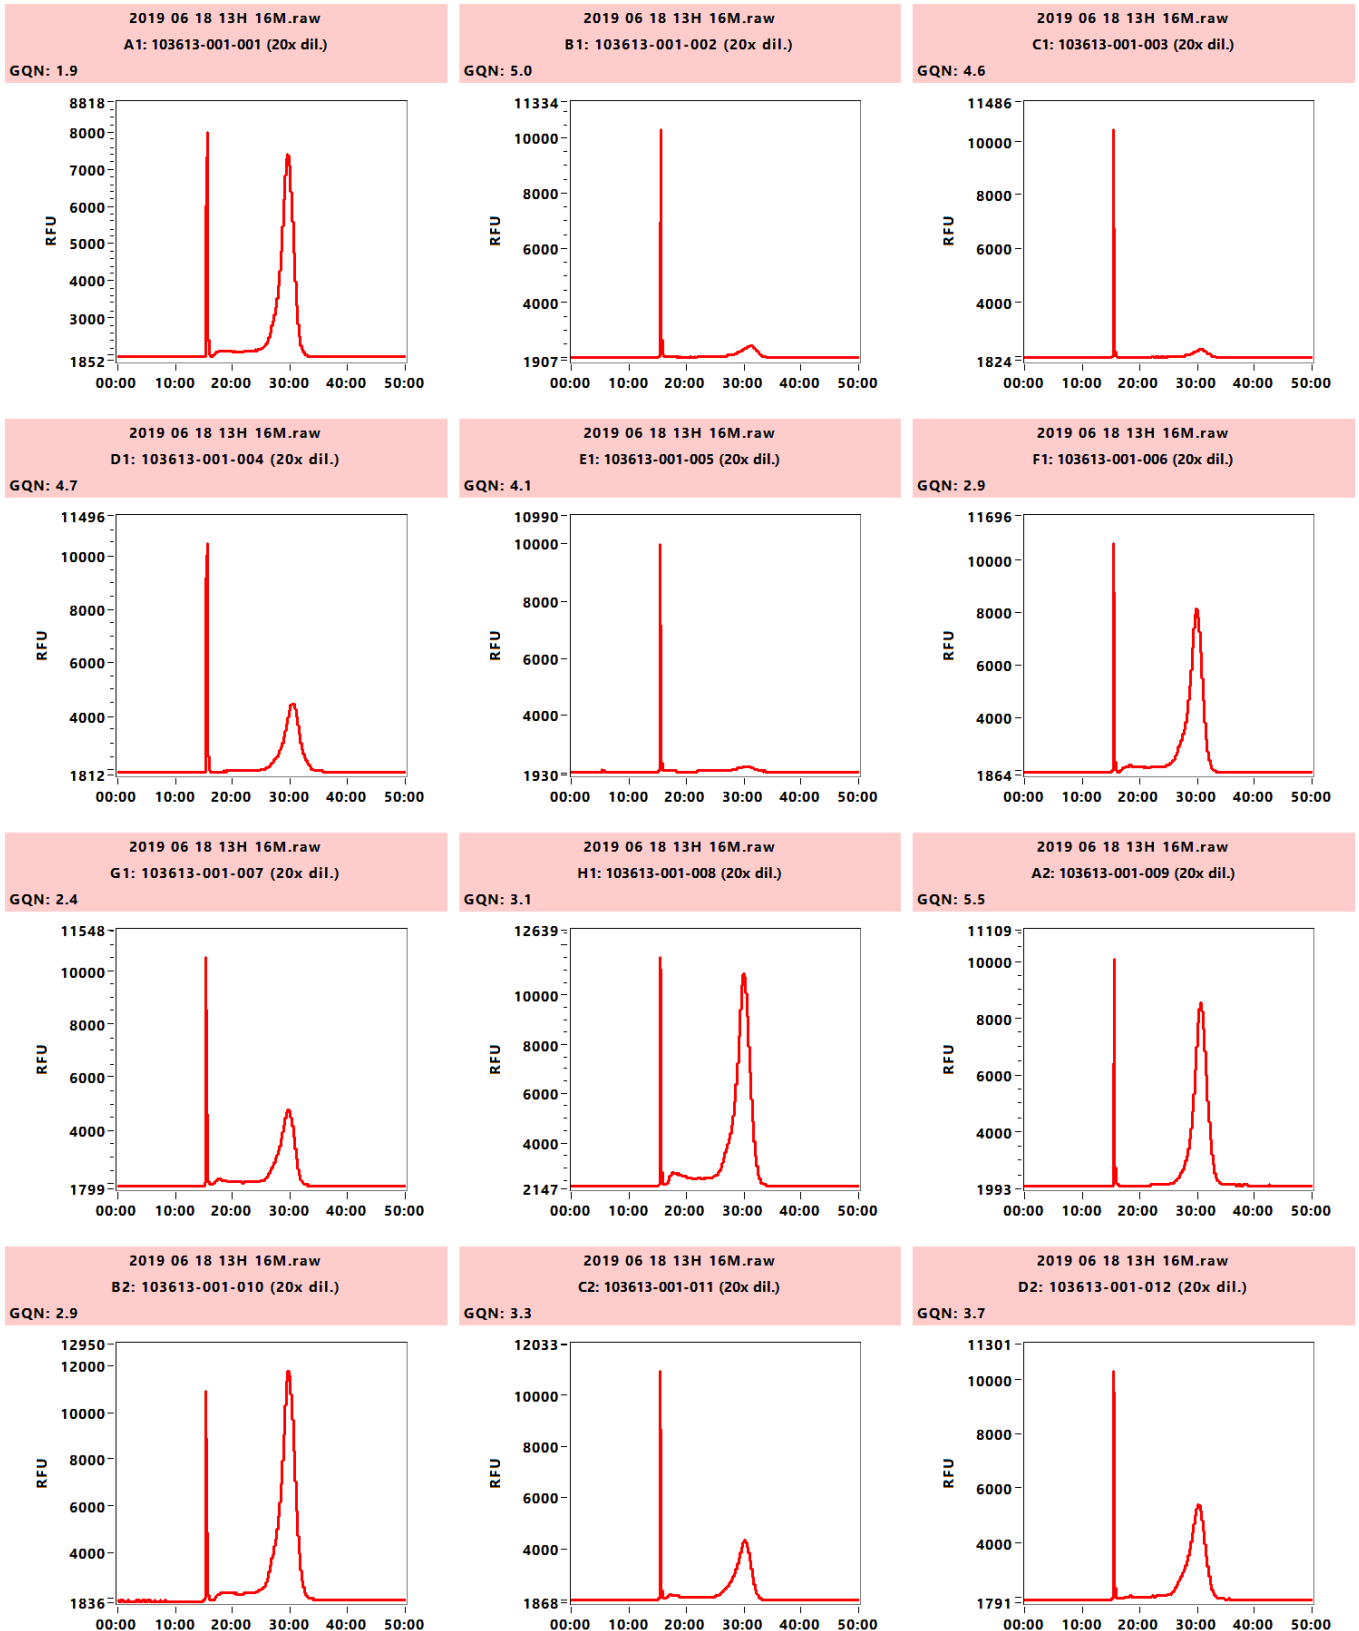 2019 06 18 13H 16M.raw
A1: 103613-001-001 (20x dil.)
GQN: 1.9
8818
8000
7000
6000
5000
4000
3000
1852
RFU
00:00 10:00 20:00 30:00 40:00 50:00
2019 06 18 13H 16M.raw
B1: 103613-001-002 (20x dil.)
GQN: 5.0
11334
10000
8000
6000
4000
1907
RFU
00:00 10:00 20:00 30:00 40:00 50:00
2019 06 18 13H 16M.raw
C1: 103613-001-003 (20x dil.)
GQN: 4.6
11486
10000
8000
6000
4000
1824
RFU
00:00 10:00 20:00 30:00 40:00 50:00
2019 06 18 13H 16M.raw
D1: 103613-001-004 (20x dil.)
GQN: 4.7
11496
10000
8000
6000
4000
1812
RFU
00:00 10:00 20:00 30:00 40:00 50:00
2019 06 18 13H 16M.raw
E1: 103613-001-005 (20x dil.)
GQN: 4.1
10990
10000
8000
6000
4000
1930
RFU
00:00 10:00 20:00 30:00 40:00 50:00
2019 06 18 13H 16M.raw
F1: 103613-001-006 (20x dil.)
GQN: 2.9
11696
10000
8000
6000
4000
1864
RFU
00:00 10:00 20:00 30:00 40:00 50:00
2019 06 18 13H 16M.raw
G1: 103613-001-007 (20x dil.)
GQN: 2.4
11548
10000
8000
6000
4000
1799
RFU
00:00 10:00 20:00 30:00 40:00 50:00
2019 06 18 13H 16M.raw
H1: 103613-001-008 (20x dil.)
GQN: 3.1
12639
10000
8000
6000
4000
2147
RFU
00:00 10:00 20:00 30:00 40:00 50:00
2019 06 18 13H 16M.raw
A2: 103613-001-009 (20x dil.)
GQN: 5.5
11109
10000
8000
6000
4000
1993
RFU
00:00 10:00 20:00 30:00 40:00 50:00
2019 06 18 13H 16M.raw
B2: 103613-001-010 (20x dil.)
GQN: 2.9
12950
12000
10000
8000
6000
4000
1836
RFU
00:00 10:00 20:00 30:00 40:00 50:00
2019 06 18 13H 16M.raw
C2: 103613-001-011 (20x dil.)
GQN: 3.3
12033
10000
8000
6000
4000
1868
RFU
00:00 10:00 20:00 30:00 40:00 50:00
2019 06 18 13H 16M.raw
D2: 103613-001-012 (20x dil.)
GQN: 3.7
11301
10000
8000
6000
4000
1791
RFU
00:00 10:00 20:00 30:00 40:00 50:00